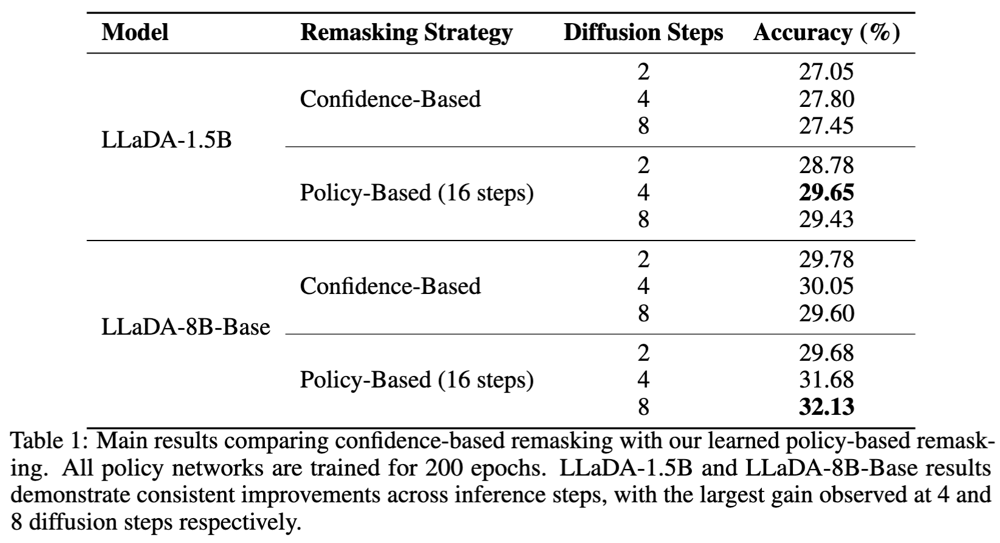 Model Remasking Strategy Diffusion Steps Accuracy (%)
2 27.05
Confidence-Based 4 27.80
8 27.45
LLaDA-1.5B
2 28.78
Policy-Based (16 steps) 4 29.65
8 29.43
2 29.78
Confidence-Based 4 30.05
8 29.60
LLaDA-8B-Base
2 29.68
Policy-Based (16 steps) 4 31.68
8 32.13
Table 1: Main results comparing confidence-based remasking with our learned policy-based remask-
ing. All policy networks are trained for 200 epochs. LLaDA-1.5B and LLaDA-8B-Base results
demonstrate consistent improvements across inference steps, with the largest gain observed at 4 and
8 diffusion steps respectively.